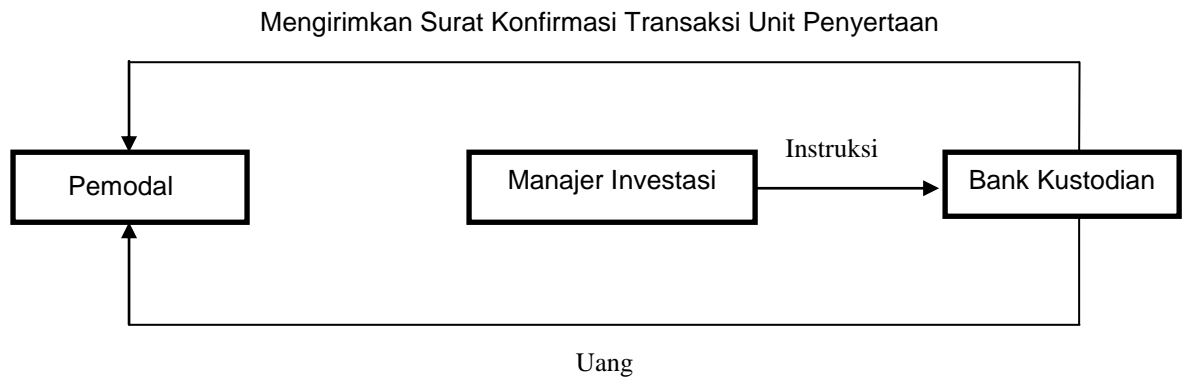 Mengirimkan Surat Konfirmasi Transaksi Unit Penyertaan
Instruksi
Pemodal
Manajer Investasi
Bank Kustodian
Uang